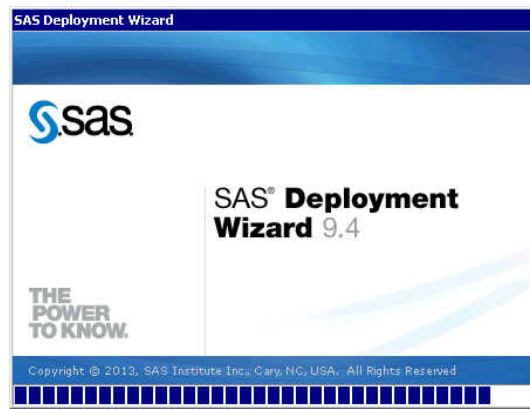 SAS Deployment Wizard
sas
SAS® Deployment
Wizard 9.4
THE
POWER
TO KNOW.
Copyright © 2013, SAS Institute Inc., Cary, NC, USA. All Rights Reserved